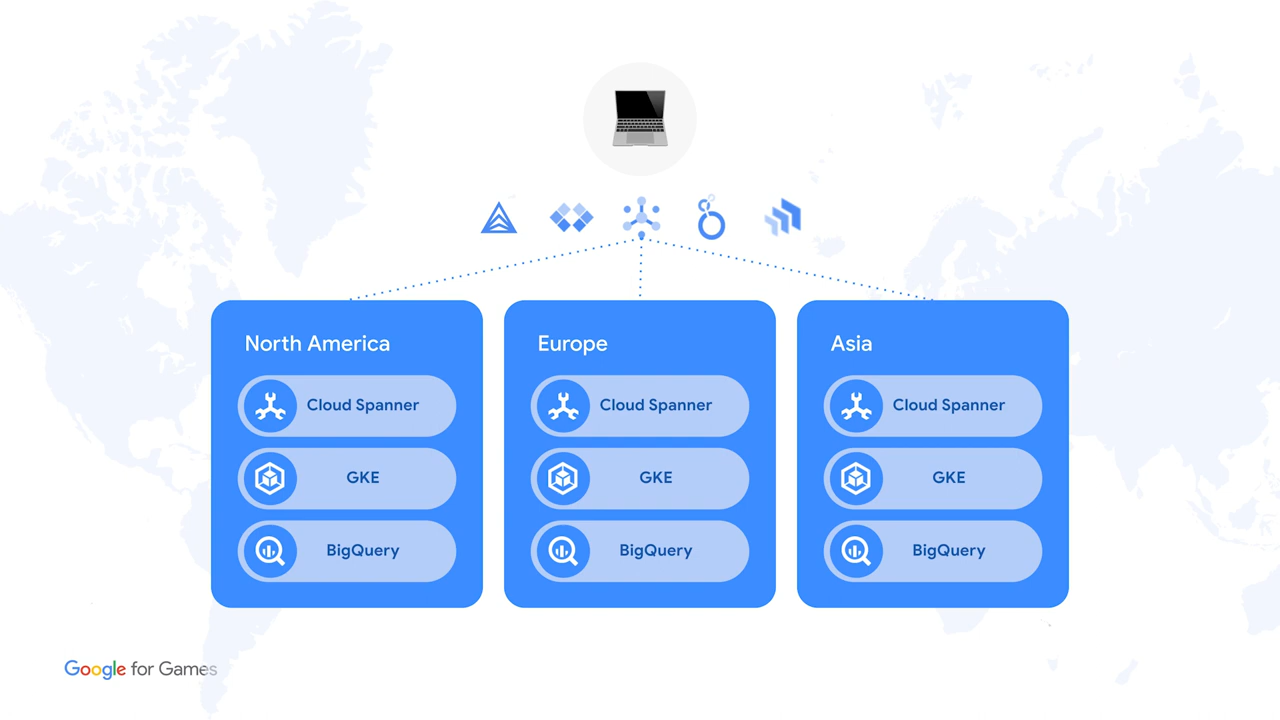 North America
Cloud Spanner
GKE
BigQuery
Europe
Cloud Spanner
GKE
BigQuery
Asia
Cloud Spanner
GKE
BigQuery
Google for Games